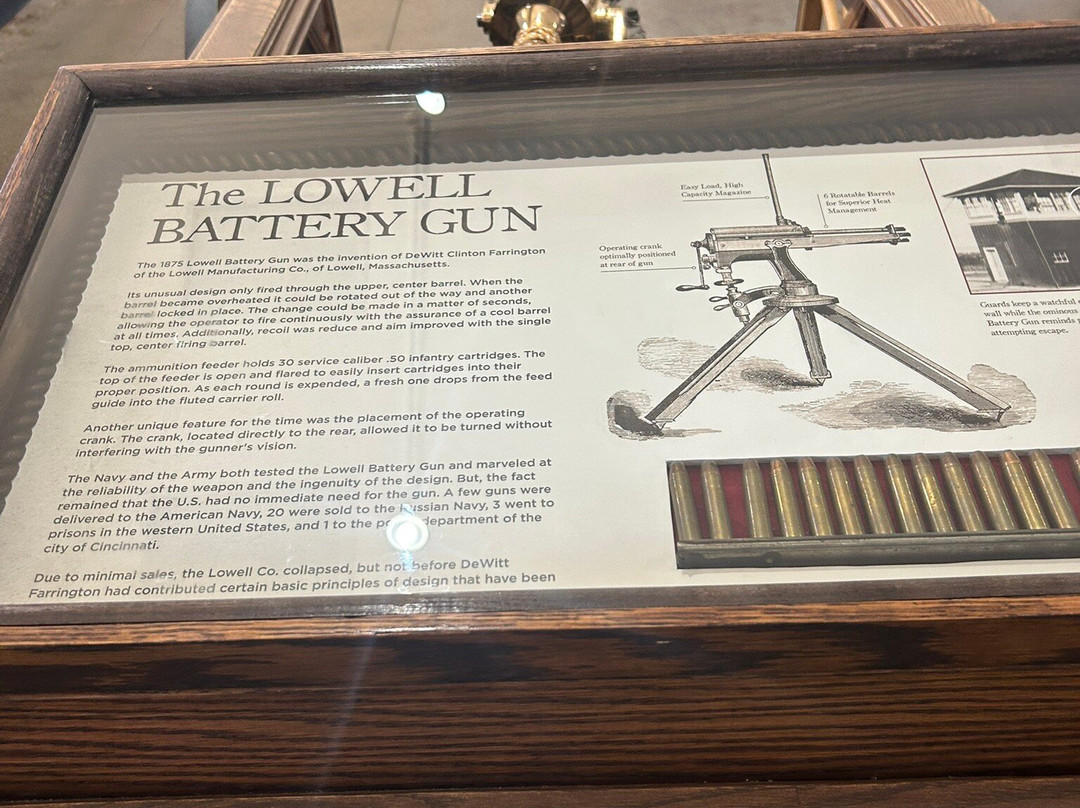 The LOWELL
BATTERY GUN
The 1875 Lowell Battery Gun was the invention of DeWitt Clinton Farrington
of the Lowell Manufacturing Co., of Lowell, Massachusetts.
Its unusual design only fired through the upper, center barrel. When the
barrel became overheated it could be rotated out of the way and another
barrel locked in place. The change could be made in a matter of seconds,
allowing the operator to fire continuously with the assurance of a cool barrel
at all times. Additionally, recoil was reduce and aim improved with the single
top, center firing barrel.
The ammunition feeder holds 30 service caliber .50 infantry cartridges. The
top of the feeder is open and flared to easily insert cartridges into their
proper position. As each round is expended, a fresh one drops from the feed
guide into the fluted carrier roll.
Another unique feature for the time was the placement of the operating
crank. The crank, located directly to the rear, allowed it to be turned without
interfering with the gunner's vision.
The Navy and the Army both tested the Lowell Battery Gun and marveled at
the reliability of the weapon and the ingenuity of the design. But, the fact
remained that the U.S. had no immediate need for the gun. A few guns were
delivered to the American Navy, 20 were sold to the Russian Navy, 3 went to
prisons in the western United States, and 1 to the police department of the
city of Cincinnati.
Due to minimal sales, the Lowell Co. collapsed, but not before DeWitt
Farrington had contributed certain basic principles of design that have been
Easy Load, High
Capacity Magazine
6 Rotatable Barrels
for Superior Heat
Management
Operating crank
optimally positioned
at rear of gun
Guards keep a watchful
wall while the ominous
Battery Gun reminds
attempting escape.